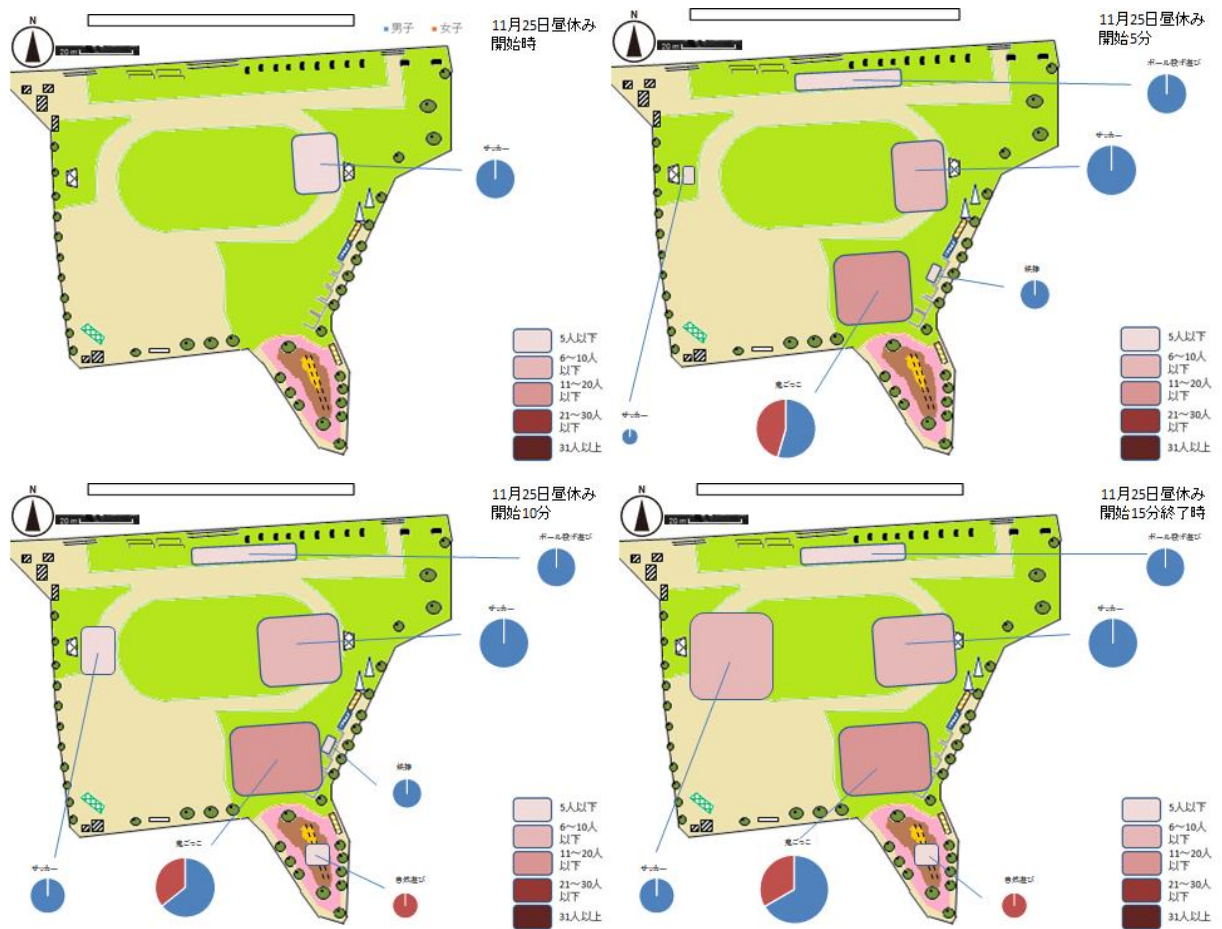 N
20 m
男子 女子
11月25日昼休み
開始時
サッカー
5人以下
6～10人
以下
11～20人
以下
21～30人
以下
31人以上
N
20 m
11月25日昼休み
開始5分
ボール投げ遊び
サッカー
鉄棒
鬼ごっこ
サッカー
5人以下
6～10人
以下
11～20人
以下
21～30人
以下
31人以上
N
20 m
11月25日昼休み
開始10分
ボール投げ遊び
サッカー
鉄棒
鬼ごっこ
サッカー
自然遊び
5人以下
6～10人
以下
11～20人
以下
21～30人
以下
31人以上
N
20 m
11月25日昼休み
開始15分終了時
ボール投げ遊び
サッカー
鬼ごっこ
サッカー
自然遊び
5人以下
6～10人
以下
11～20人
以下
21～30人
以下
31人以上